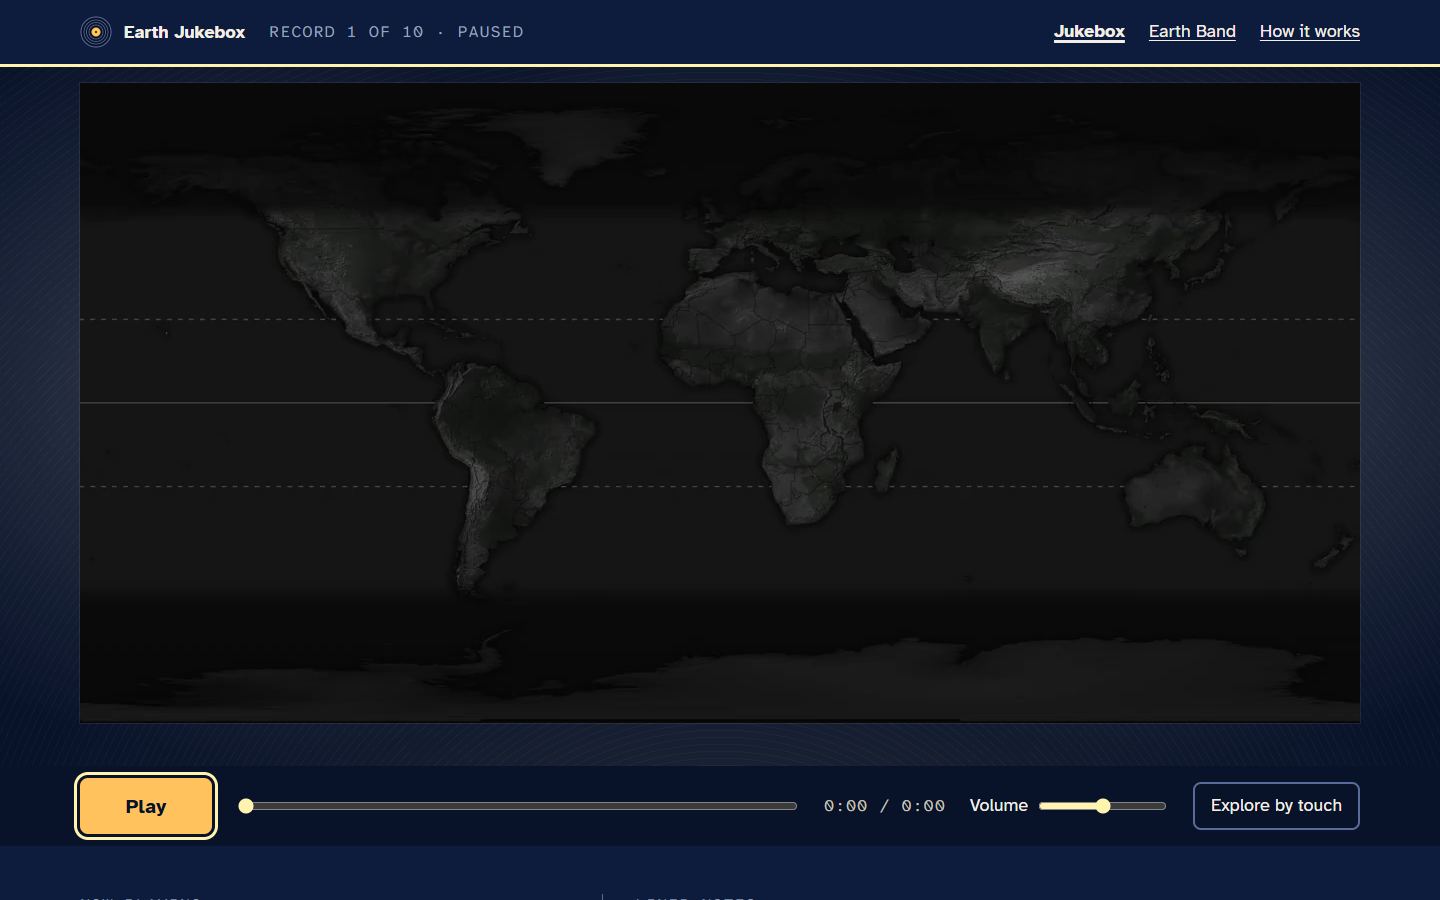 Earth Jukebox
RECORD 1 OF 10 · PAUSED
Jukebox
Earth Band
How it works
Play
0:00 / 0:00
Volume
Explore by touch